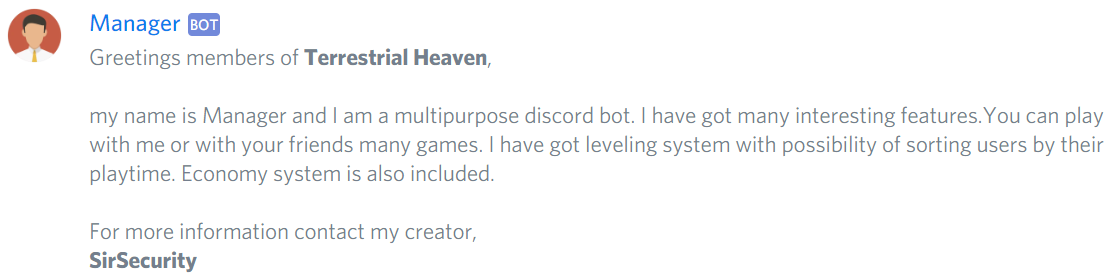 Manager BOT
Greetings members of Terrestrial Heaven,
my name is Manager and I am a multipurpose discord bot. I have got many interesting features.You can play
with me or with your friends many games. I have got leveling system with possibility of sorting users by their
playtime. Economy system is also included.
For more information contact my creator,
SirSecurity